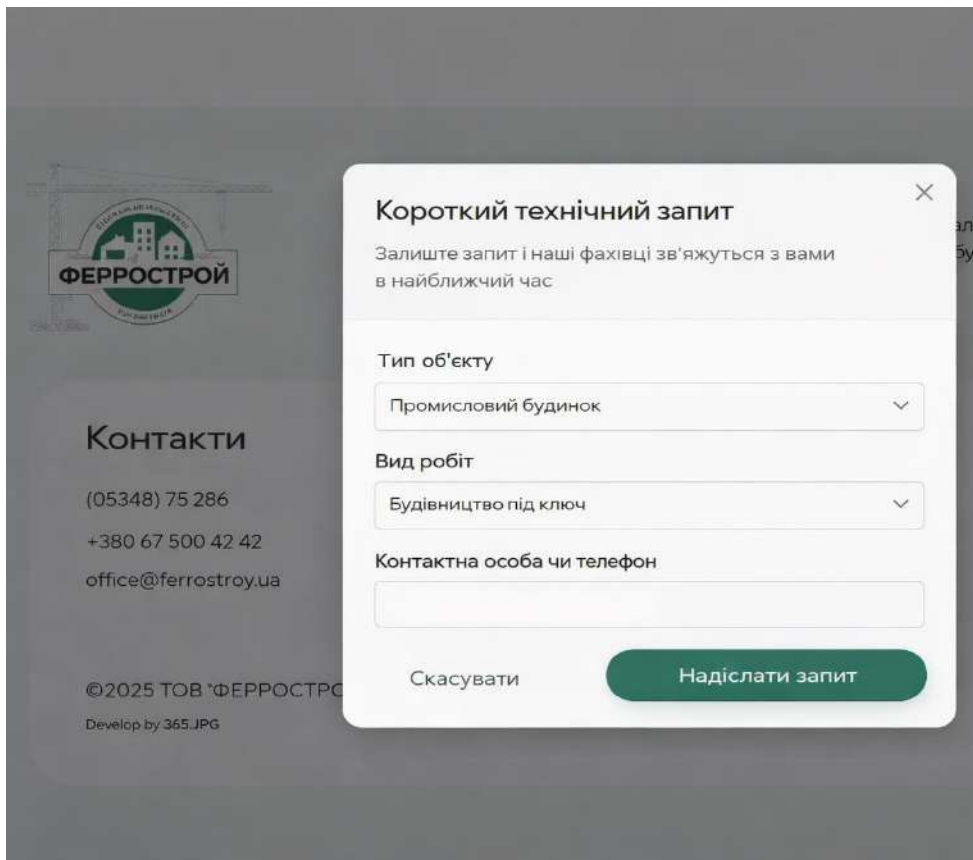 ФЕРРОСТРОЙ
Короткий технічний запит
Залиште запит і наші фахівці зв'яжуться з вами
в найближчий час
Тип об'єкту
Промисловий будинок
Вид робіт
Будівництво під ключ
Контактна особа чи телефон
Скасувати
Надіслати запит
Контакти
(05348) 75 286
+380 67 500 42 42
office@ferrostroy.ua
©2025 ТОВ "ФЕРРОСТРО
Develop by 365.JPG